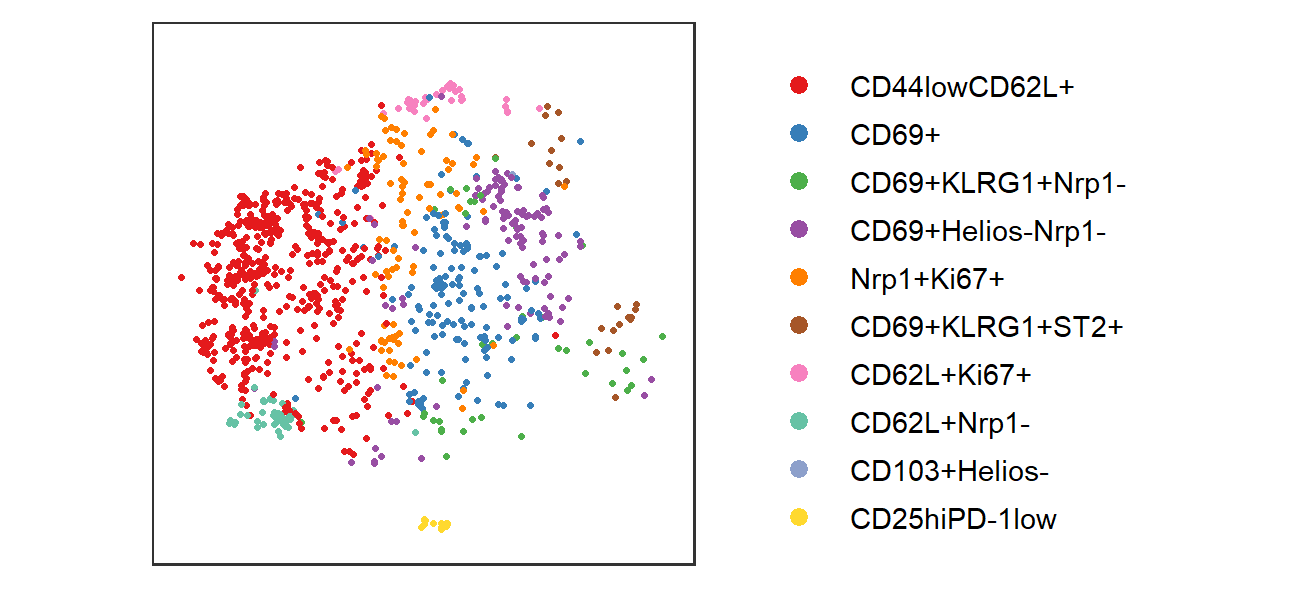 CD44lowCD62L+
CD69+
CD69+KLRG1+Nrp1-
CD69+Helios-Nrp1-
Nrp1+Ki67+
CD69+KLRG1+ST2+
CD62L+Ki67+
CD62L+Nrp1-
CD103+Helios-
CD25hiPD-1low